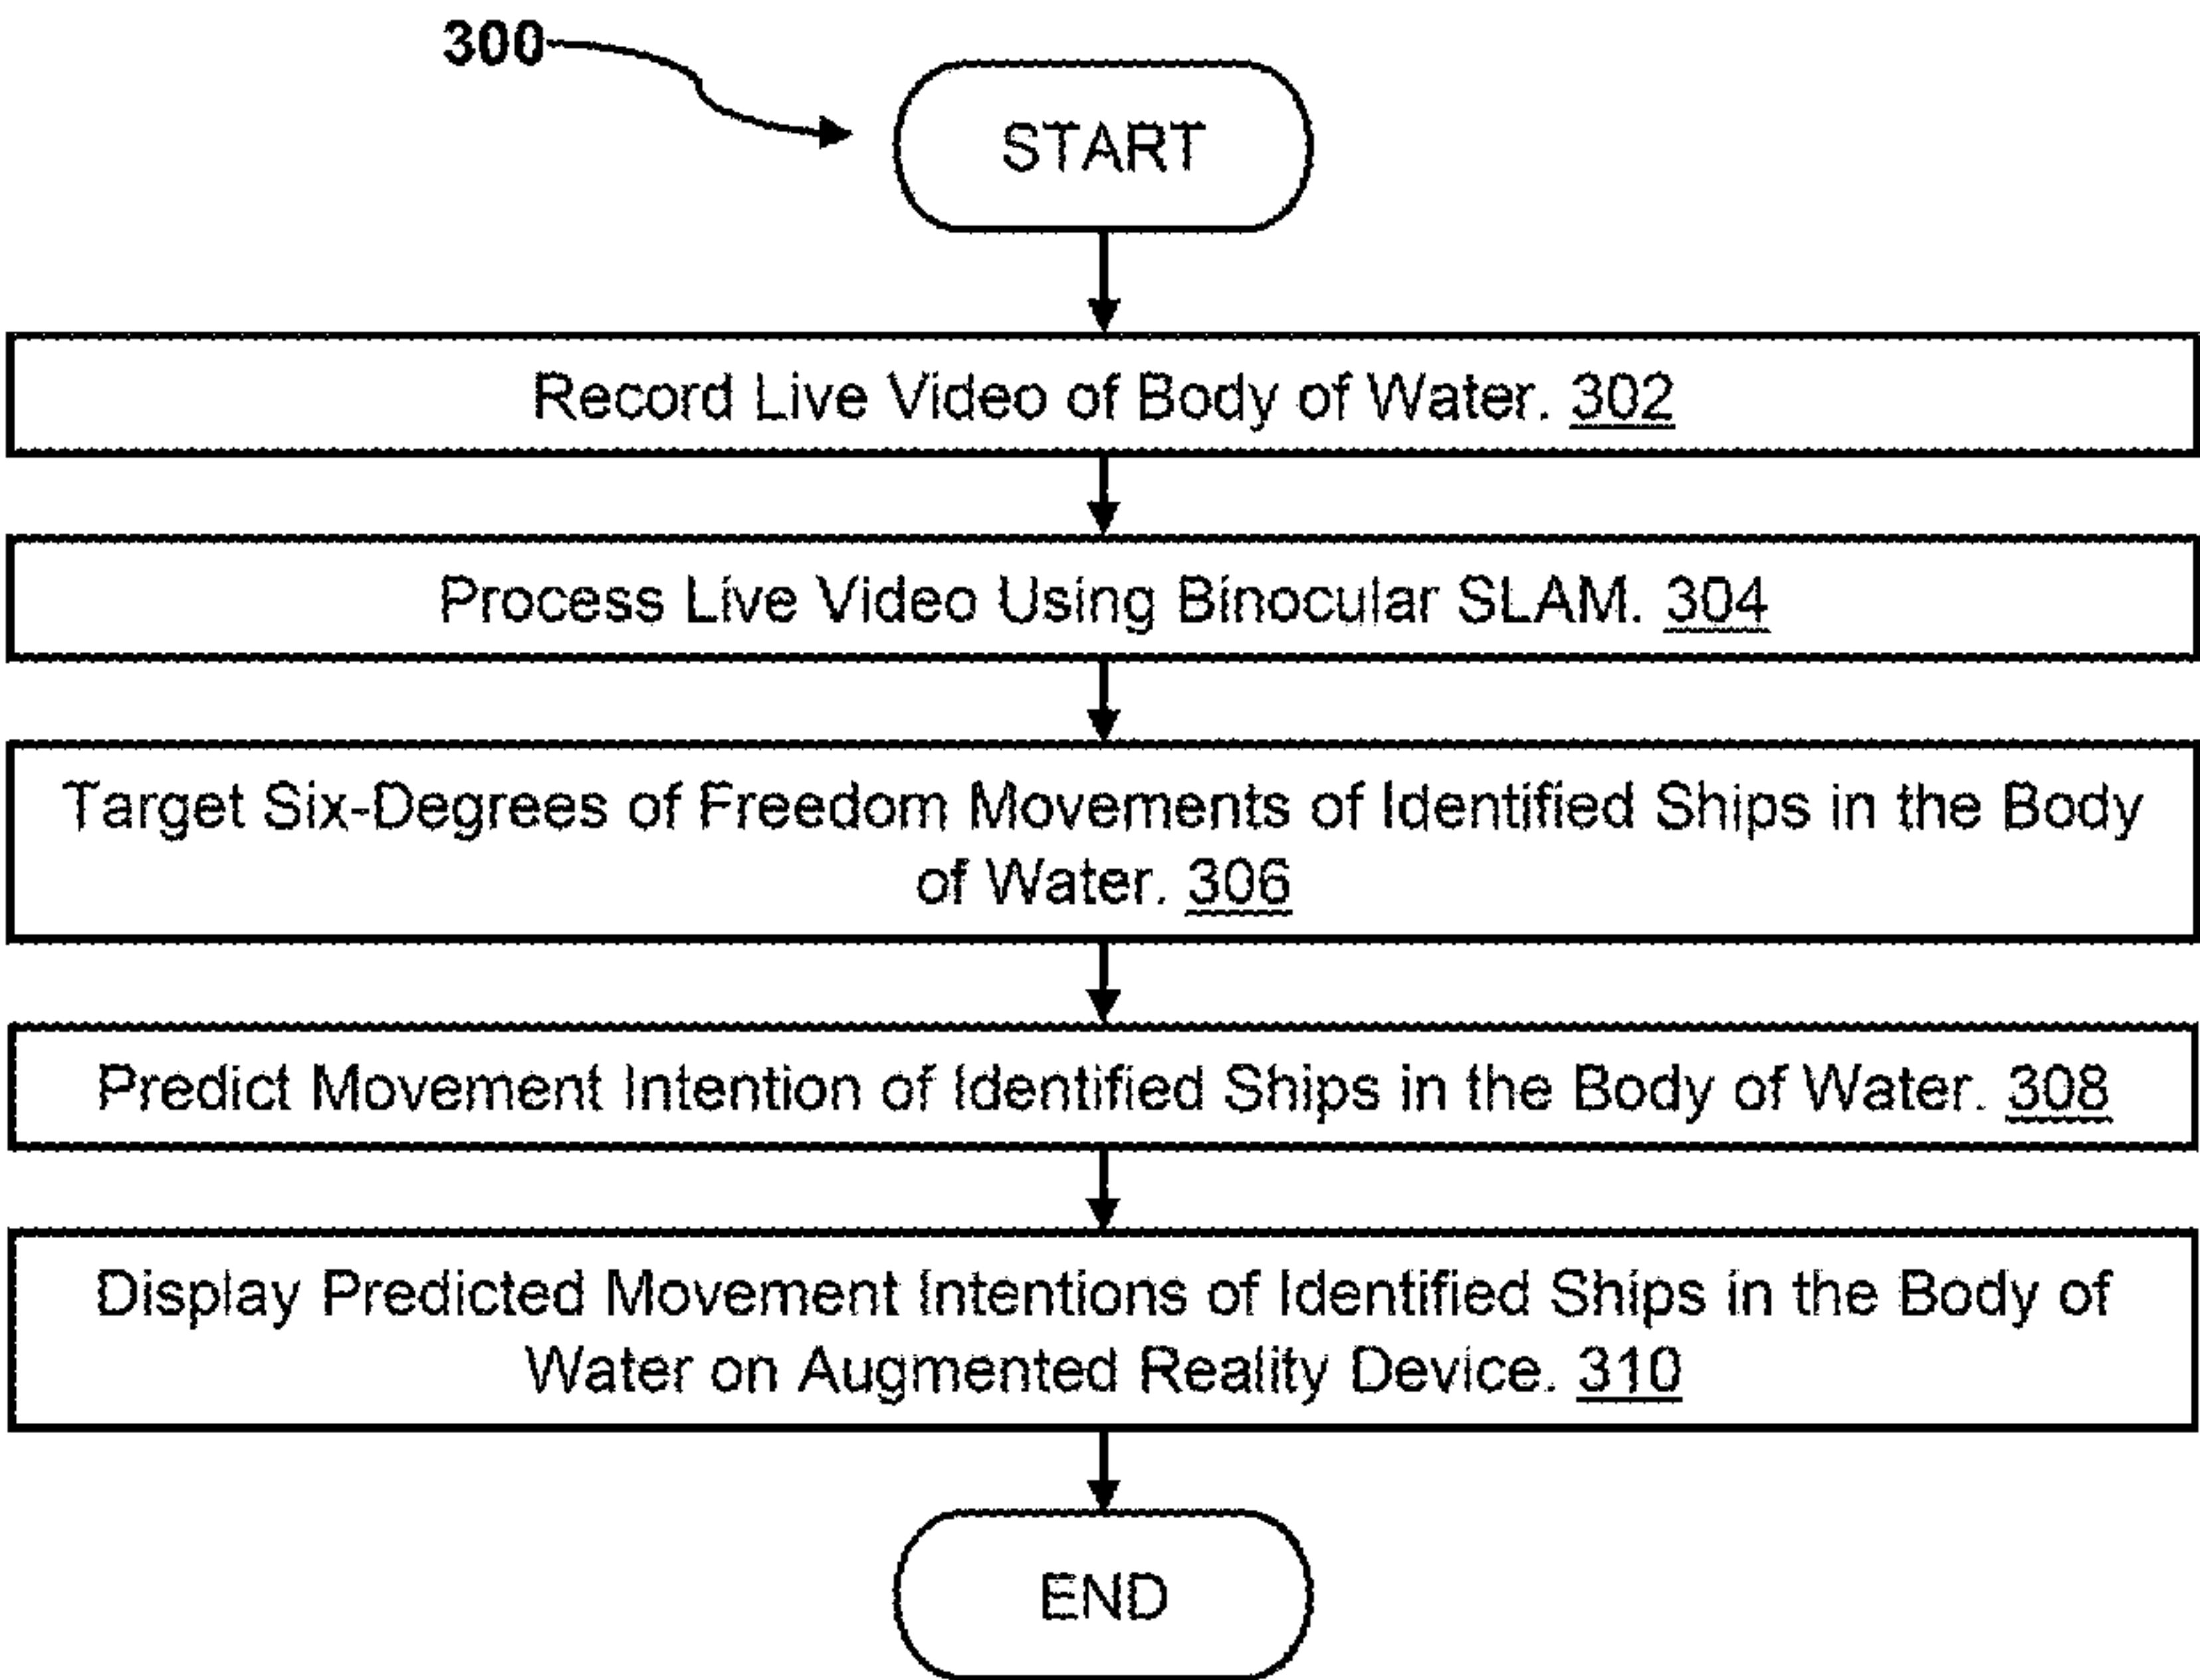 300
START
Record Live Video of Body of Water. 302
Process Live Video Using Binocular SLAM. 304
Target Six-Degrees of Freedom Movements of Identified Ships in the Body
of Water. 306
Predict Movement Intention of Identified Ships in the Body of Water. 308
Display Predicted Movement Intentions of Identified Ships in the Body of
Water on Augmented Reality Device. 310
END